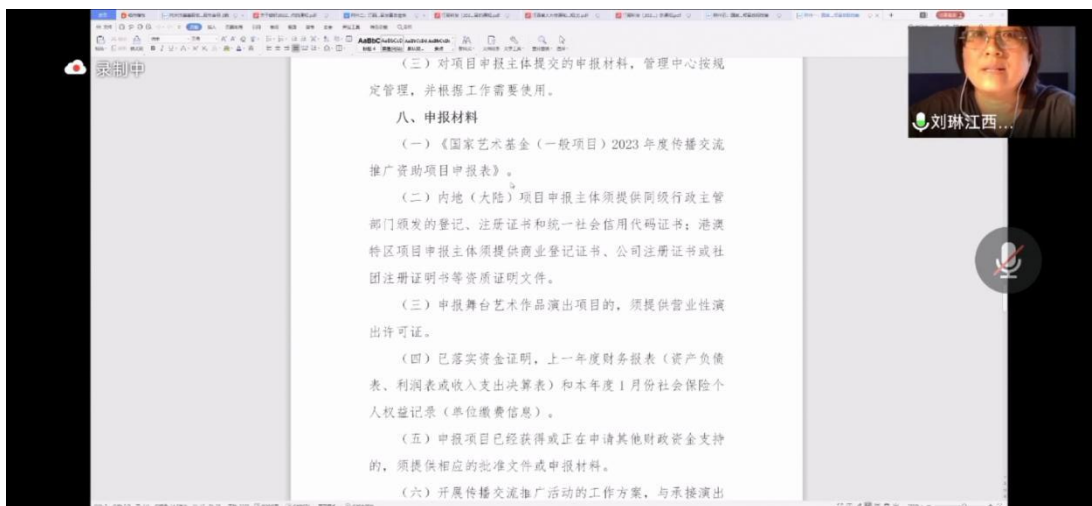 录制中
刘琳江西...
AaBbC
(三)对项目申报主体提交的申报材料,管理中心按规
定管理,并根据工作需要使用。
八、申报材料
(一)《国家艺术基金(一般项目)2023 年度传播交流
推广资助项目申报表》。
(二)内地(大陆)项目申报主体须提供同级行政主管
部门颁发的登记、注册证书和统一社会信用代码证书;港澳
特区项目申报主体须提供商业登记证书、公司注册证书或社
团注册证明书等资质证明文件。
(三)申报舞台艺术作品演出项目的,须提供营业性演
出许可证。
(四)已落实资金证明,上一年度财务报表(资产负债
表、利润表或收入支出决算表)和本年度 1 月份社会保险个
人权益记录(单位缴费信息)。
(五)申报项目已经获得或正在申请其他财政资金支持
的,须提供相应的批准文件或申报材料。
(六)开展传播交流推广活动的工作方案,与承接演出